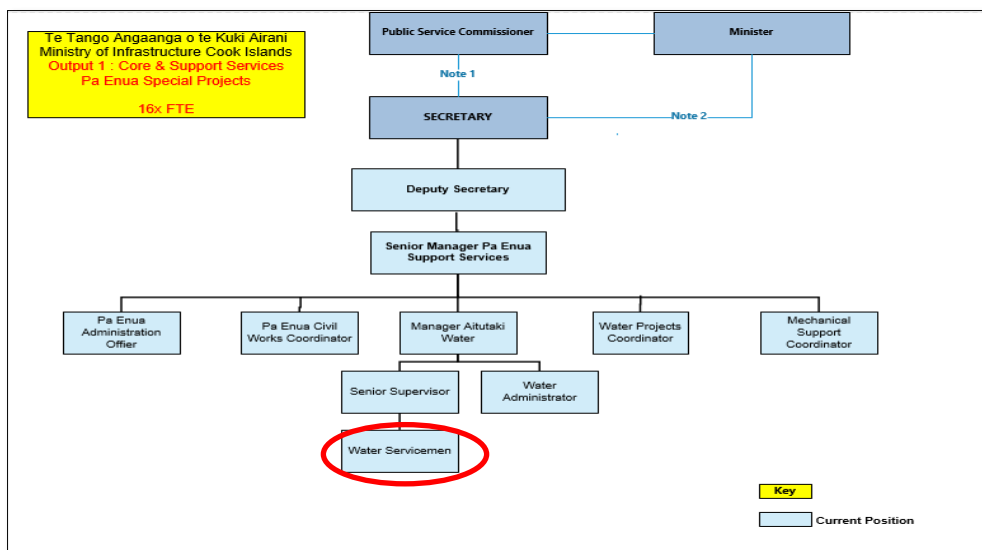 Te Tango Angaanga o te Kuki Airani
Ministry of Infrastructure Cook Islands
Output 1 : Core & Support Services
Pa Enua Special Projects
16x FTE
Public Service Commissioner
Minister
Note 1
SECRETARY
Note 2
Deputy Secretary
Senior Manager Pa Enua
Support Services
Pa Enua
Administration
Offier
Pa Enua Civil
Works Coordinator
Manager Aitutaki
Water
Water Projects
Coordinator
Mechanical
Support
Coordinator
Senior Supervisor
Water
Administrator
Water Servicemen
Key
Current Position